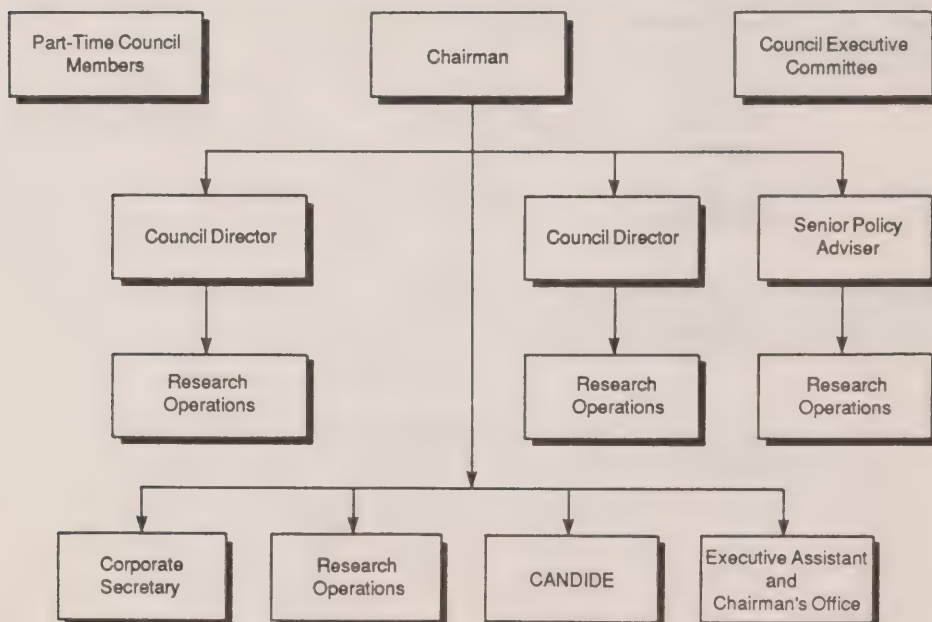 Part-Time Council
Members
Chairman
Council Executive
Committee
Council Director
Council Director
Senior Policy
Adviser
Research
Operations
Research
Operations
Research
Operations
Corporate
Secretary
Research
Operations
CANDIDE
Executive Assistant
and
Chairman's Office